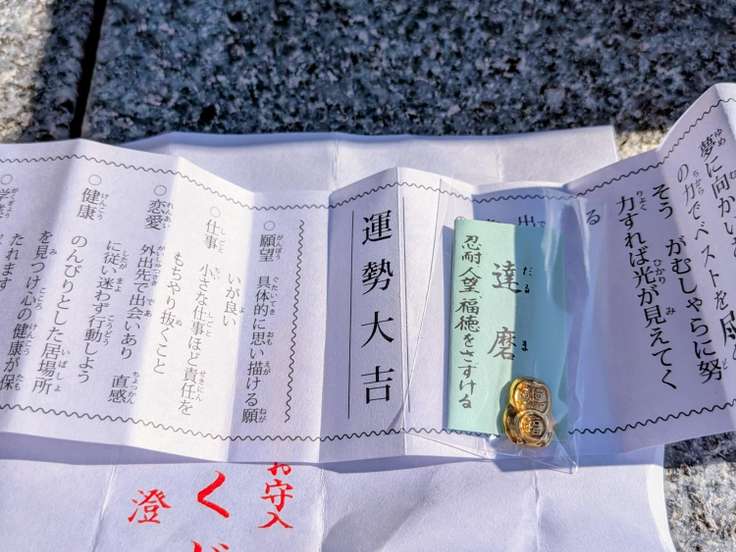 夢に向かい
の力でベストを尽
そう　がむしゃらに努
力すれば光が見えてく
る
出
達磨
忍耐、人望、福徳をさずける
運勢大吉
○願望　具体的に思い描ける願
いが良い
○仕事　小さな仕事ほど責任を
もちやり抜くこと
○恋愛　外出先で出会いあり　直感
に従い迷わず行動しよう
○健康　のんびりとした居場所
を見つけ心の健康が保
たれます
お守入
く
澄